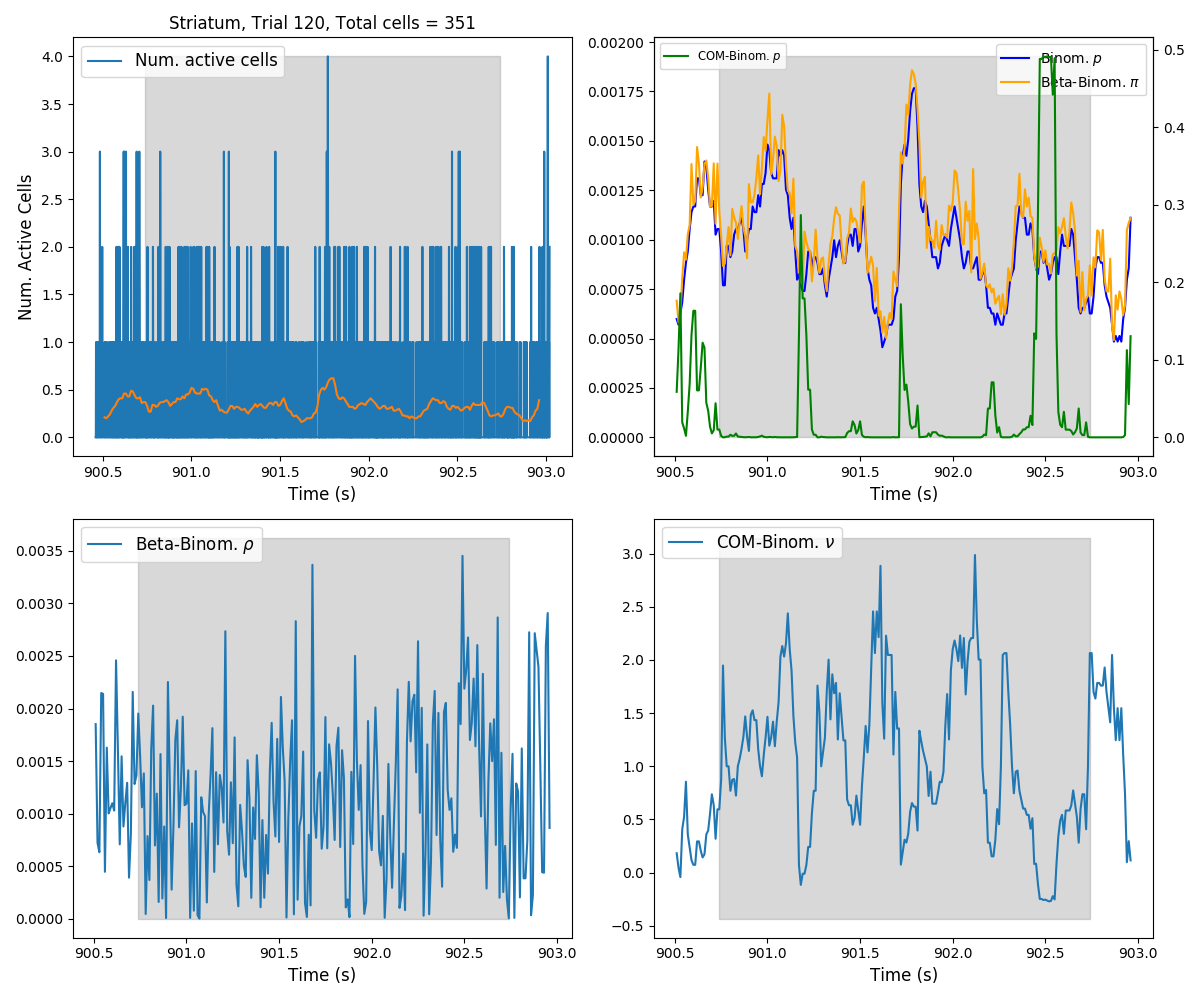 Striatum, Trial 120, Total cells = 351
Num. active cells
4.0
3.5
3.0
2.5
2.0
1.5
1.0
0.5
0.0
Num. Active Cells
900.5 901.0 901.5 902.0 902.5 903.0
Time (s)
COM-Binom. p
Binom. p
Beta-Binom. π
0.00200
0.00175
0.00150
0.00125
0.00100
0.00075
0.00050
0.00025
0.00000
0.5
0.4
0.3
0.2
0.1
0.0
900.5 901.0 901.5 902.0 902.5 903.0
Time (s)
Beta-Binom. ρ
0.0035
0.0030
0.0025
0.0020
0.0015
0.0010
0.0005
0.0000
900.5 901.0 901.5 902.0 902.5 903.0
Time (s)
COM-Binom. ν
3.0
2.5
2.0
1.5
1.0
0.5
0.0
−0.5
900.5 901.0 901.5 902.0 902.5 903.0
Time (s)